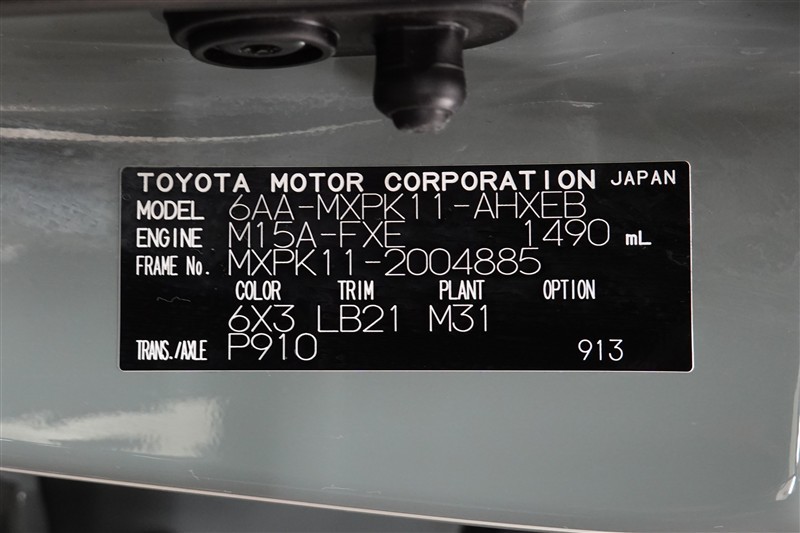 TOYOTA MOTOR CORPORATION JAPAN
MODEL 6AA-MXPK11-AHXEB
ENGINE M15A-FXE 1490 mL
FRAME No. MXPK11-2004885
COLOR TRIM PLANT OPTION
6X3 LB21 M31
TRANS./AXLE P910 913